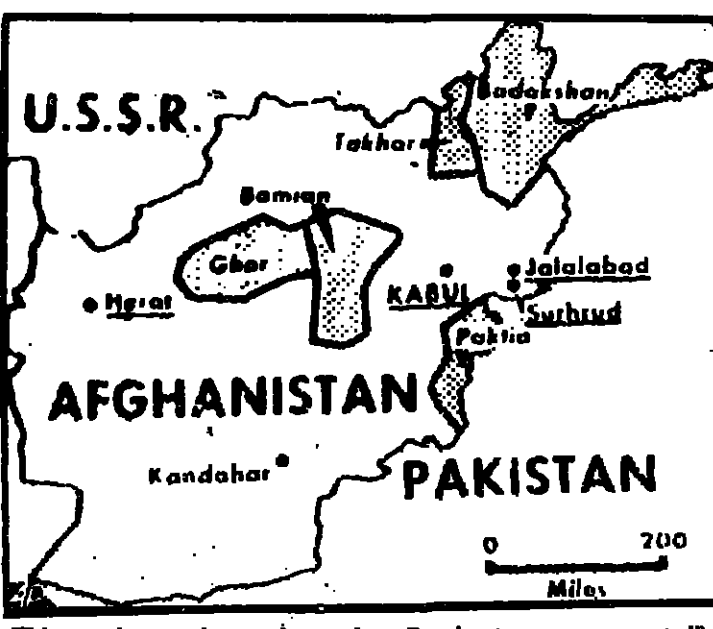 U.S.S.R.
Badakshan
Takhar
Bamian
Ghor
Jalalabad
KABUL
Herat
Surhrud
Paktia
AFGHANISTAN
Kandahar
PAKISTAN
0 200
Miles